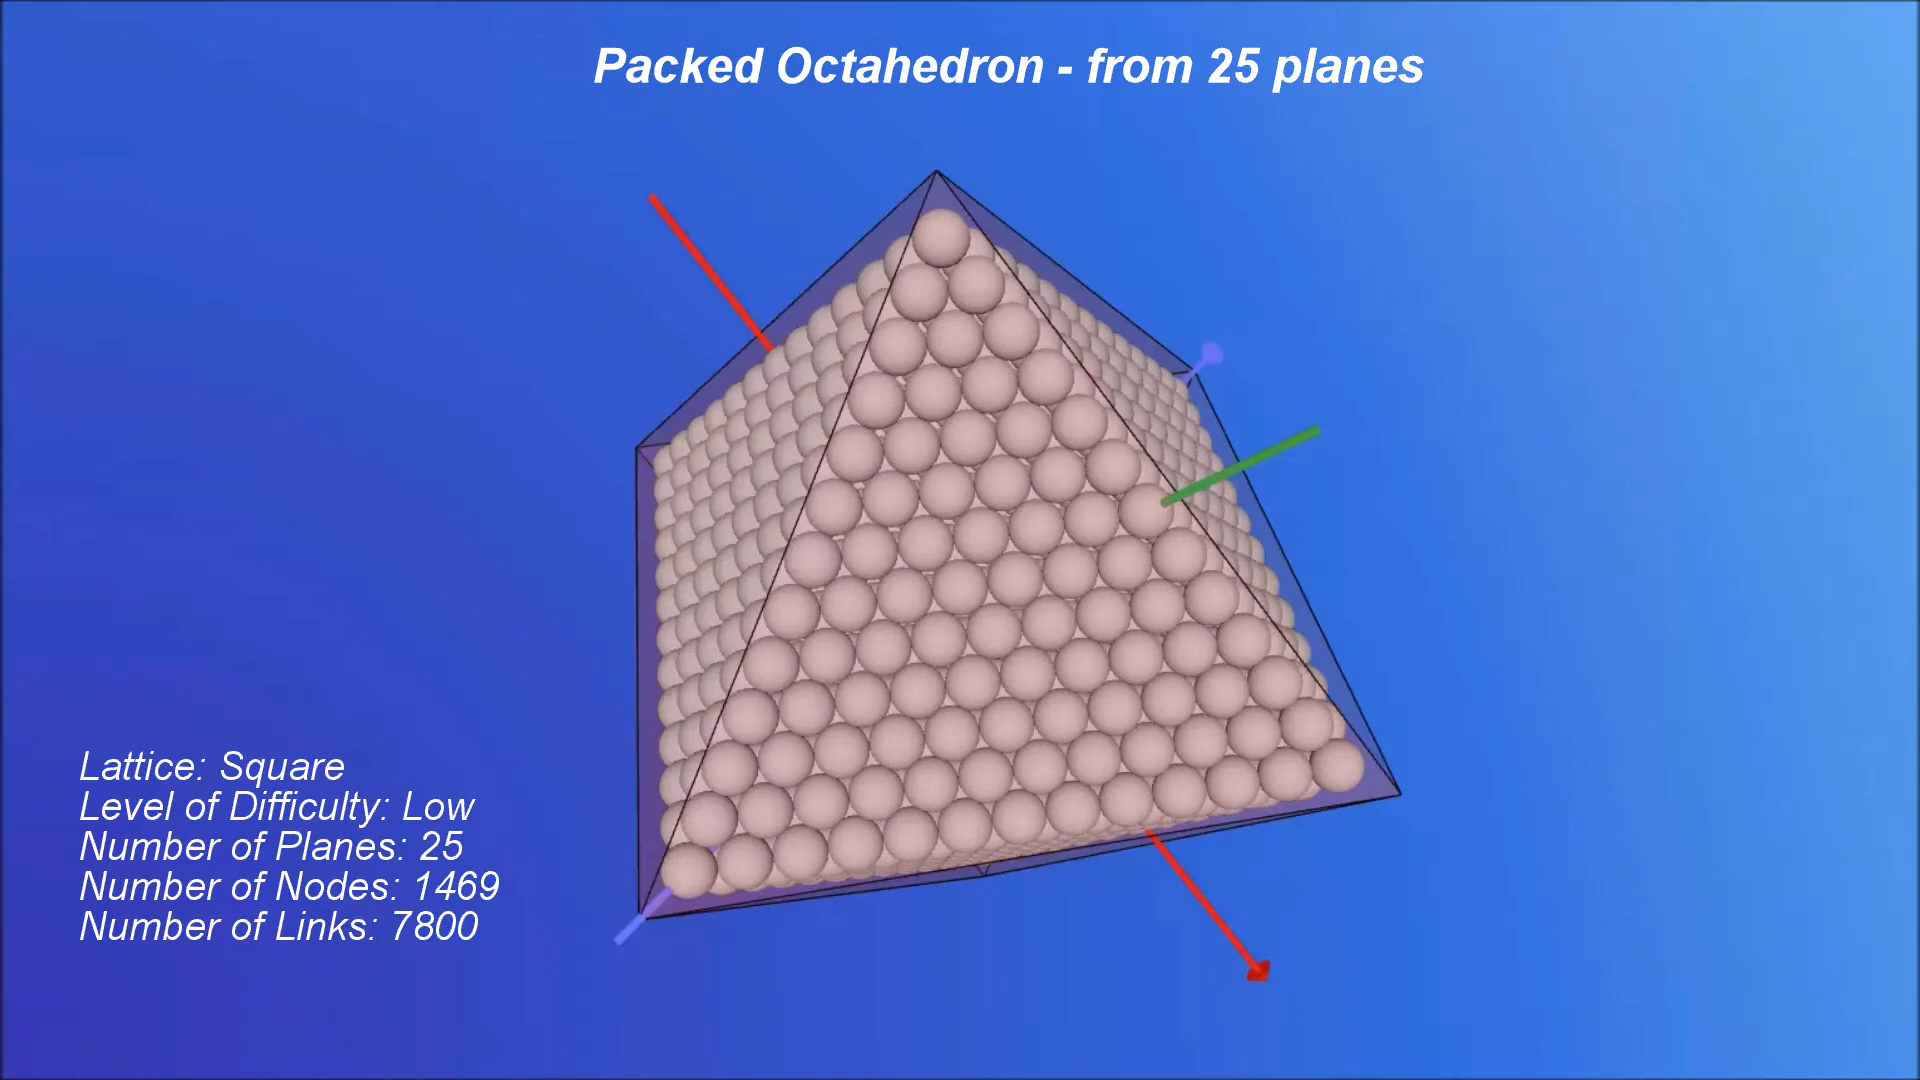 Packed Octahedron - from 25 planes
Lattice: Square
Level of Difficulty: Low
Number of Planes: 25
Number of Nodes: 1469
Number of Links: 7800